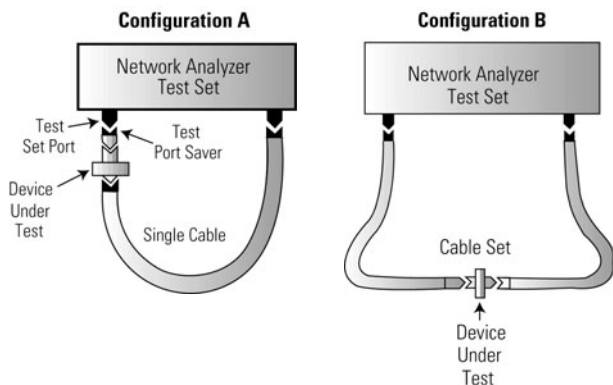 Configuration A
Network Analyzer
Test Set
Test
Set Port
Test
Port Saver
Device
Under
Test
Single Cable
Configuration B
Network Analyzer
Test Set
Cable Set
Device
Under
Test